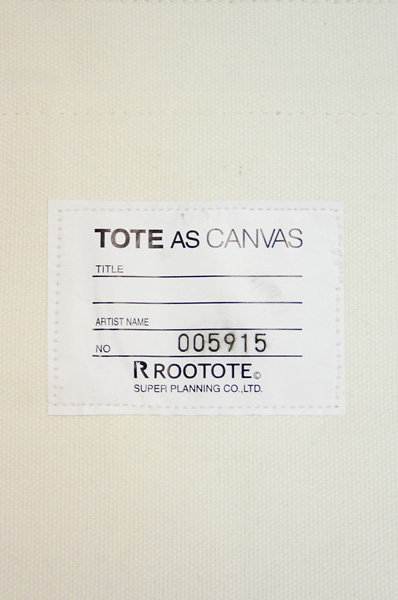 TOTE AS CANVAS
TITLE
ARTIST NAME
NO 005915
R ROOTOTE©
SUPER PLANNING CO.,LTD.